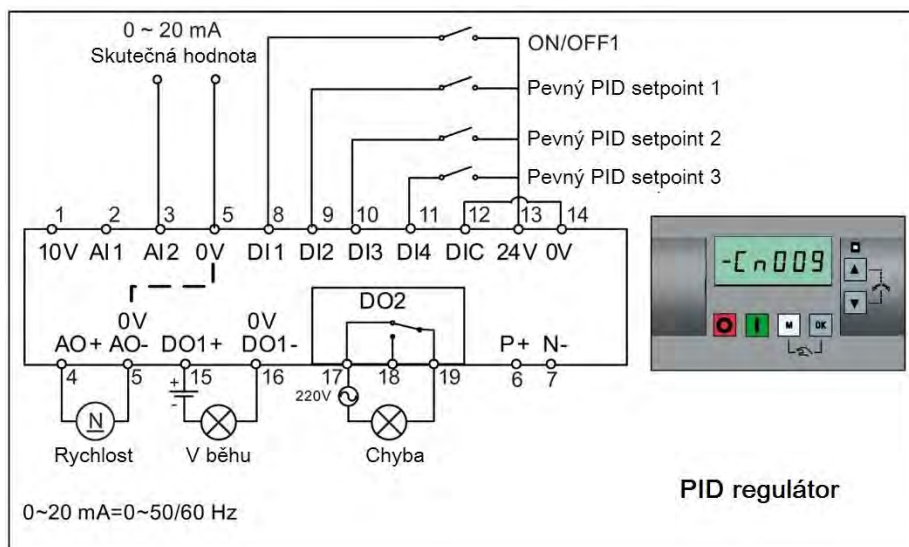 0 ~ 20 mA
Skutečná hodnota
ON/OFF1
Pevný PID setpoint 1
Pevný PID setpoint 2
Pevný PID setpoint 3
1 2 3 5 8 9 10 11 12 13 14
10V AI1 AI2 0V DI1 DI2 DI3 DI4 DIC 24V 0V
-Cn009
M OK
DO2
0V 0V
AO+ AO- DO1+ DO1- P+ N-
4 5 15 16 17 18 19 6 7
+
-
220V
N
Rychlost V běhu Chyba
PID regulátor
0~20 mA=0~50/60 Hz